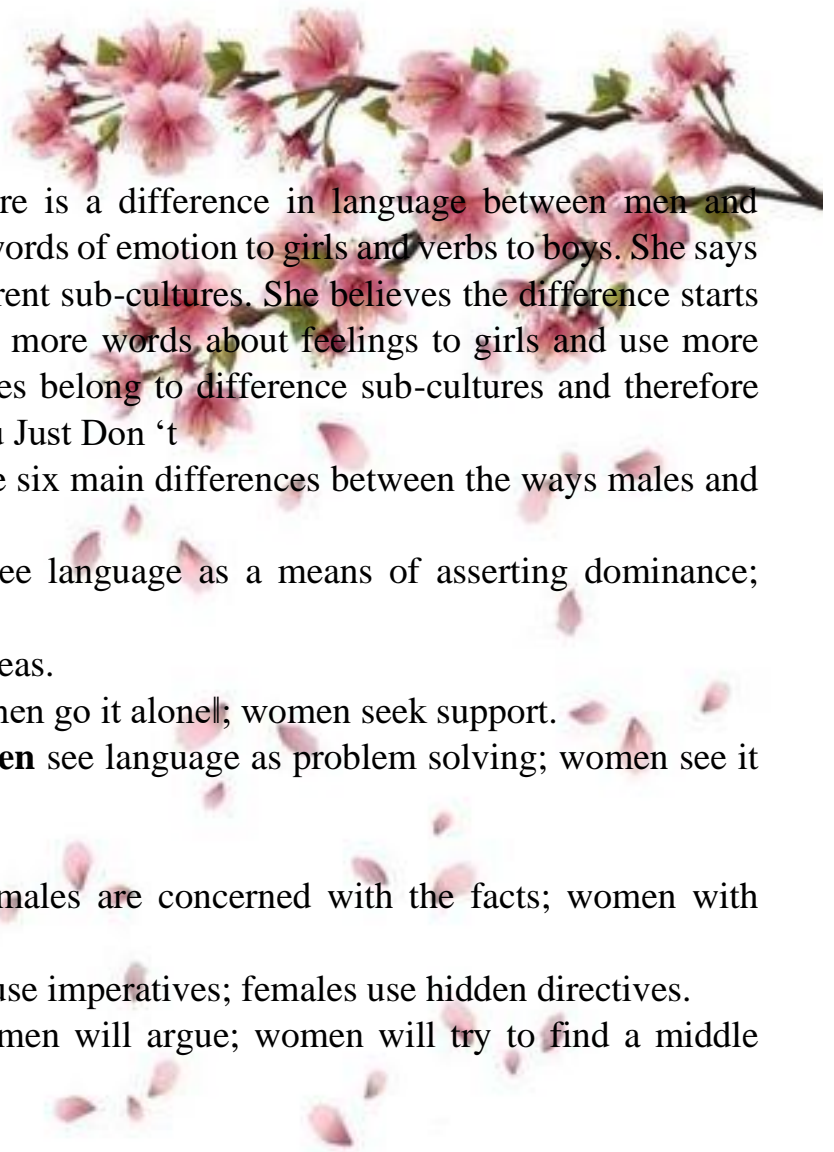 re is a difference in language between men and
words of emotion to girls and verbs to boys. She says
rent sub-cultures. She believes the difference starts
more words about feelings to girls and use more
es belong to difference sub-cultures and therefore
u Just Don ‘t
e six main differences between the ways males and
ee language as a means of asserting dominance;
eas.
men go it alone‖; women seek support.
en see language as problem solving; women see it
males are concerned with the facts; women with
use imperatives; females use hidden directives.
men will argue; women will try to find a middle